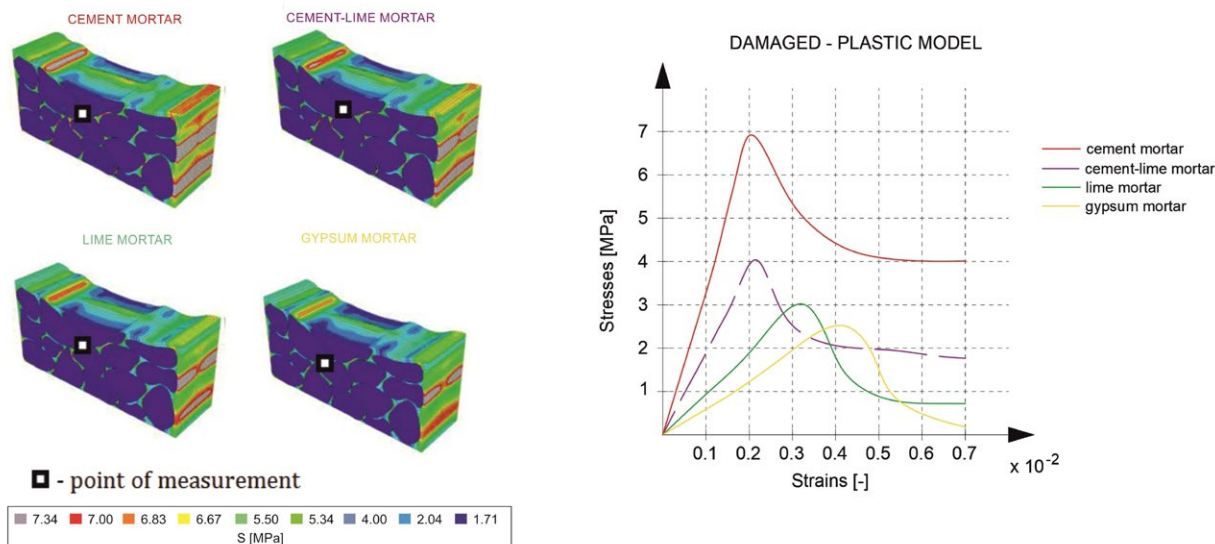 CEMENT MORTAR
CEMENT-LIME MORTAR
LIME MORTAR
GYPSUM MORTAR
- point of measurement
7.34 7.00 6.83 6.67 5.50 5.34 4.00 2.04 1.71
S [MPa]
DAMAGED - PLASTIC MODEL
Stresses [MPa]
7
6
5
4
3
2
1
0.1 0.2 0.3 0.4 0.5 0.6 0.7
x 10-2
Strains [-]
cement mortar
cement-lime mortar
lime mortar
gypsum mortar